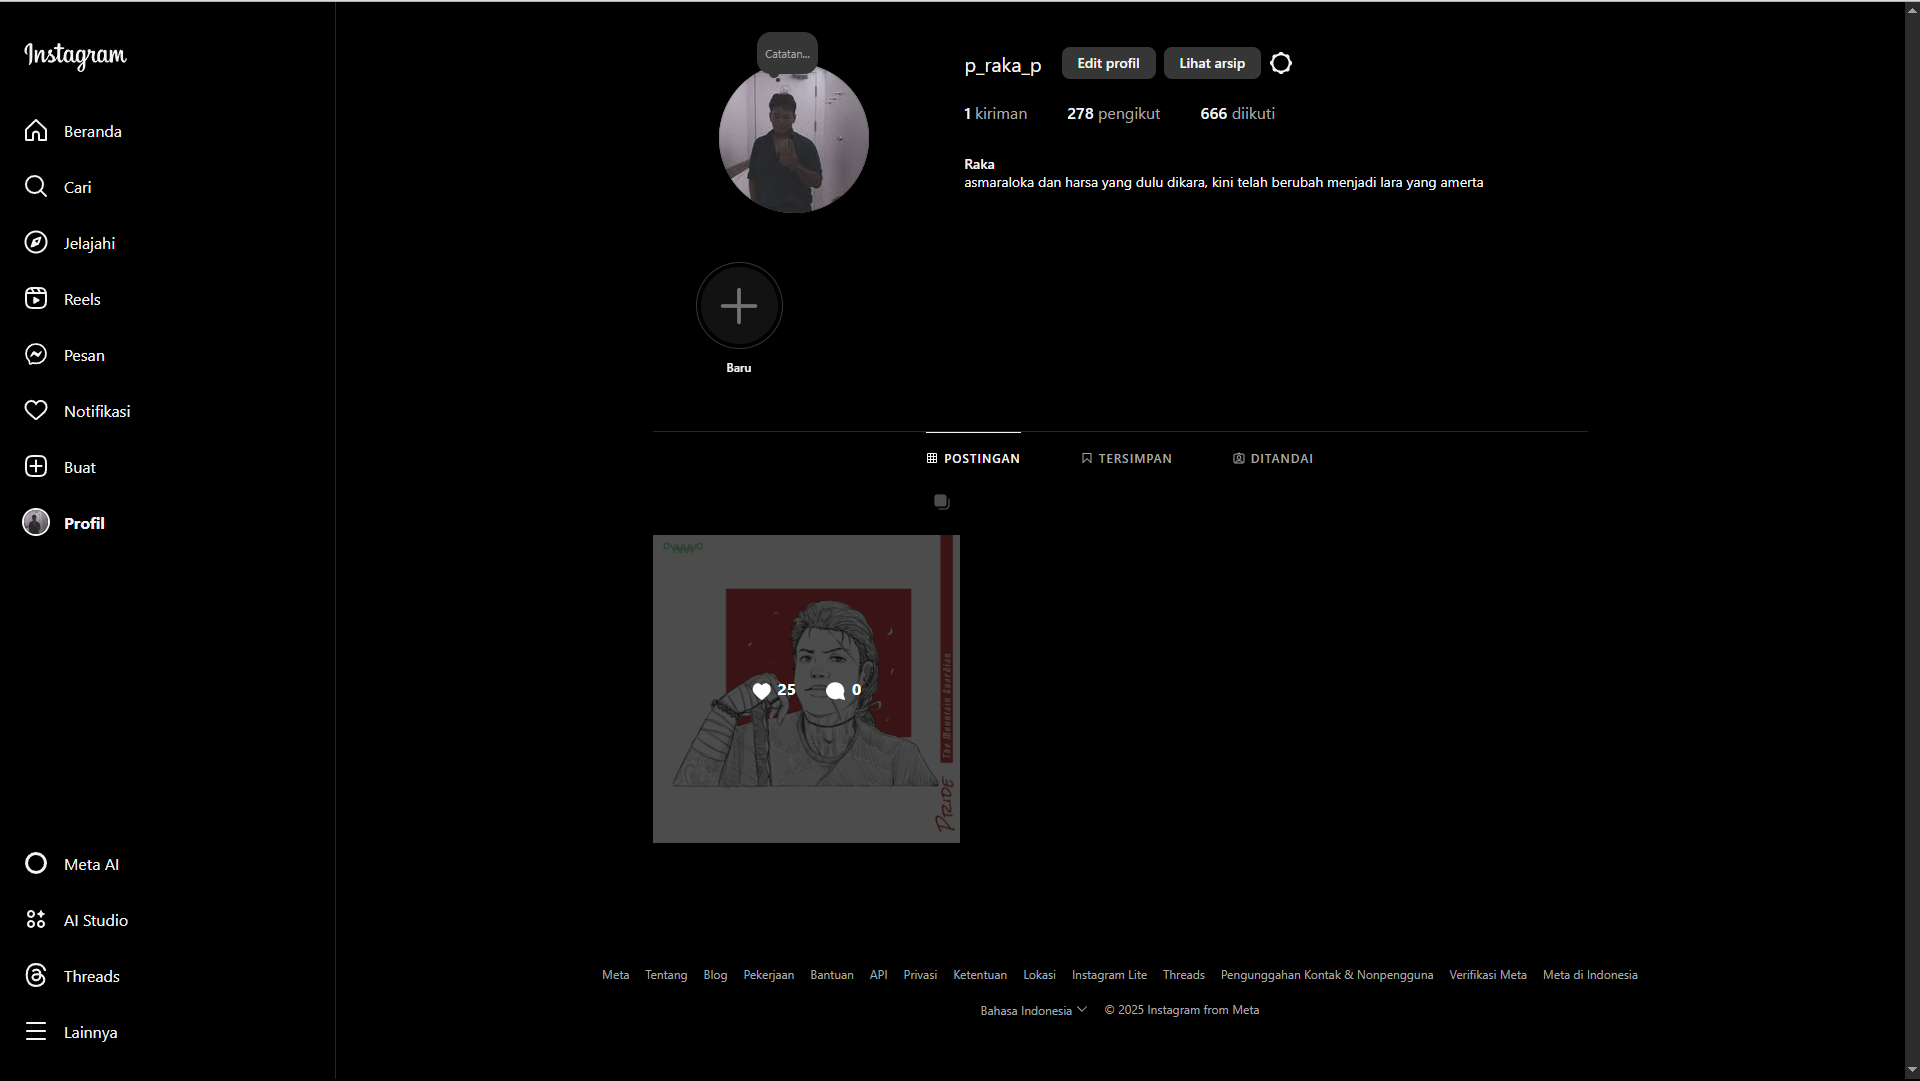 Instagram
Beranda
Cari
Jelajahi
Reels
Pesan
Notifikasi
Buat
Profil
Meta AI
AI Studio
Threads
Lainnya
Catatan...
p_raka_p
Edit profil
Lihat arsip
1 kiriman
278 pengikut
666 diikuti
Raka
asmaraloka dan harsa yang dulu dikara, kini telah berubah menjadi lara yang amerta
Baru
POSTINGAN
TERSIMPAN
DITANDAI
25
0
The Mountain Guardian
PRIDE
Meta Tentang Blog Pekerjaan Bantuan API Privasi Ketentuan Lokasi Instagram Lite Threads Pengunggahan Kontak & Nonpengguna Verifikasi Meta Meta di Indonesia
Bahasa Indonesia © 2025 Instagram from Meta